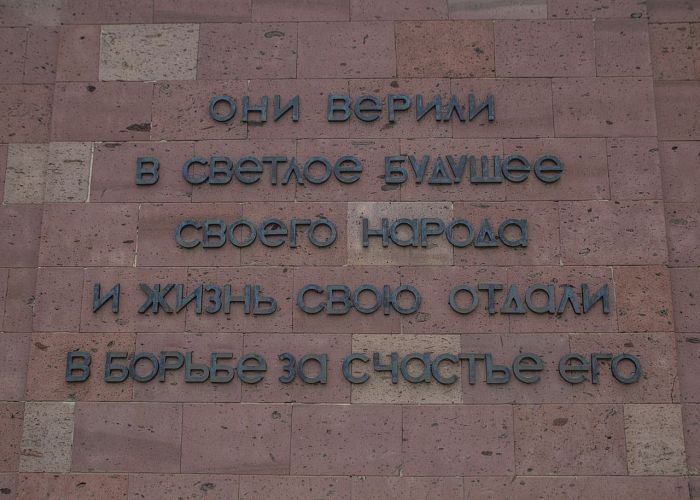 они верили
в светлое будущее
своего народа
и жизнь свою отдали
в борьбе за счастье его